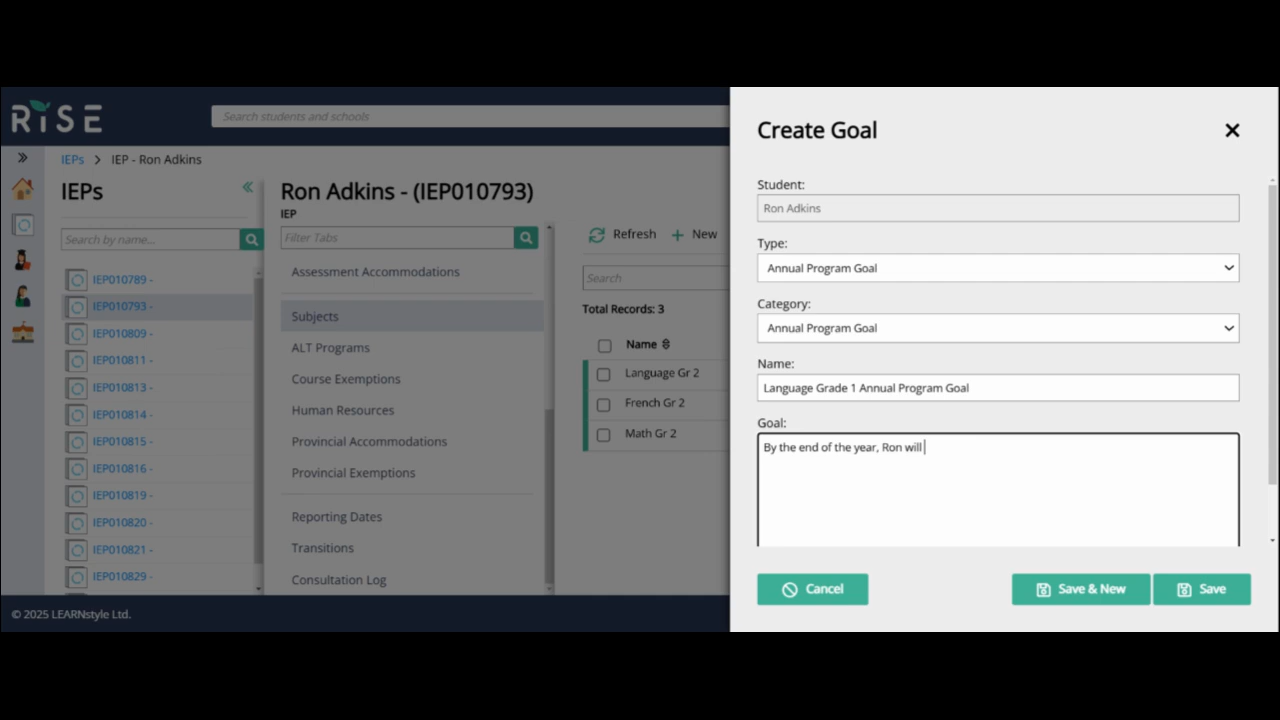 RiSE
Search students and schools
IEPs > IEP - Ron Adkins
IEPs
Search by name...
IEP010789 -
IEP010793 -
IEP010809 -
IEP010811 -
IEP010813 -
IEP010814 -
IEP010815 -
IEP010816 -
IEP010819 -
IEP010820 -
IEP010821 -
IEP010829 -
Ron Adkins - (IEP010793)
IEP
Filter Tabs
Assessment Accommodations
Subjects
ALT Programs
Course Exemptions
Human Resources
Provincial Accommodations
Provincial Exemptions
Reporting Dates
Transitions
Consultation Log
Refresh + New
Search
Total Records: 3
Name
Language Gr 2
French Gr 2
Math Gr 2
Create Goal
Student:
Ron Adkins
Type:
Annual Program Goal
Category:
Annual Program Goal
Name:
Language Grade 1 Annual Program Goal
Goal:
By the end of the year, Ron will
Cancel
Save & New
Save
© 2025 LEARNstyle Ltd.